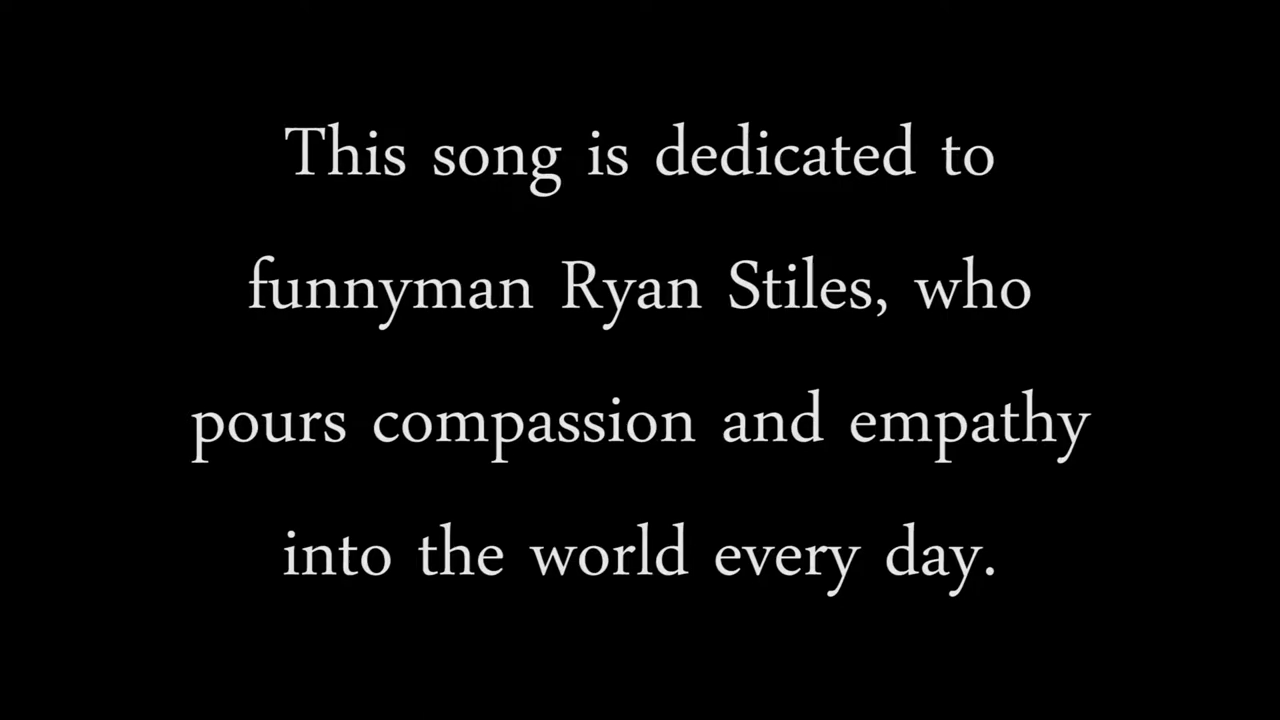 This song is dedicated to
funnyman Ryan Stiles, who
pours compassion and empathy
into the world every day.